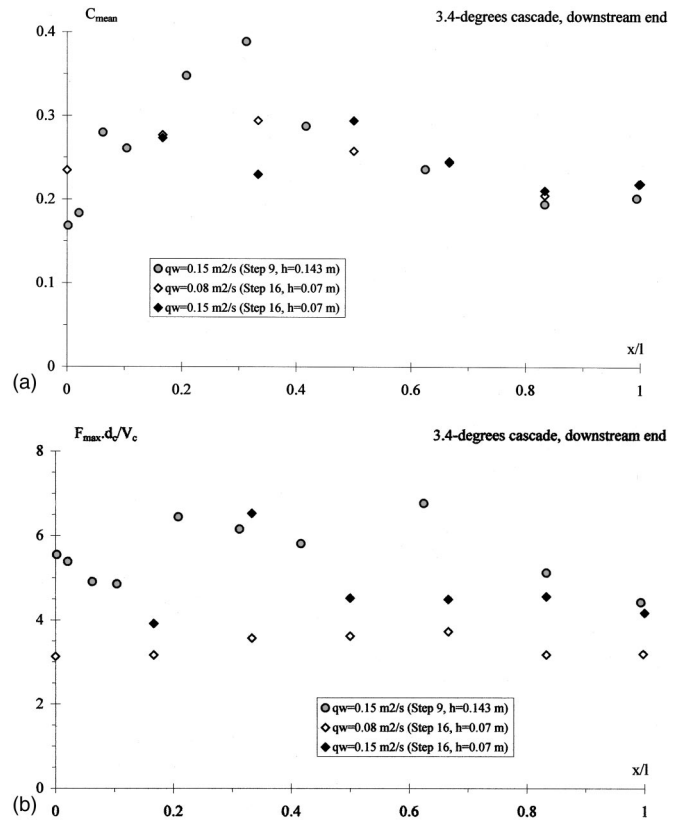 C_mean
3.4-degrees cascade, downstream end
0.4
0.3
0.2
0.1
0
qw=0.15 m2/s (Step 9, h=0.143 m)
qw=0.08 m2/s (Step 16, h=0.07 m)
qw=0.15 m2/s (Step 16, h=0.07 m)
x/l
(a)
0 0.2 0.4 0.6 0.8 1
F_max.d_c/V_c
3.4-degrees cascade, downstream end
8
6
4
2
0
qw=0.15 m2/s (Step 9, h=0.143 m)
qw=0.08 m2/s (Step 16, h=0.07 m)
qw=0.15 m2/s (Step 16, h=0.07 m)
x/l
(b)
0 0.2 0.4 0.6 0.8 1